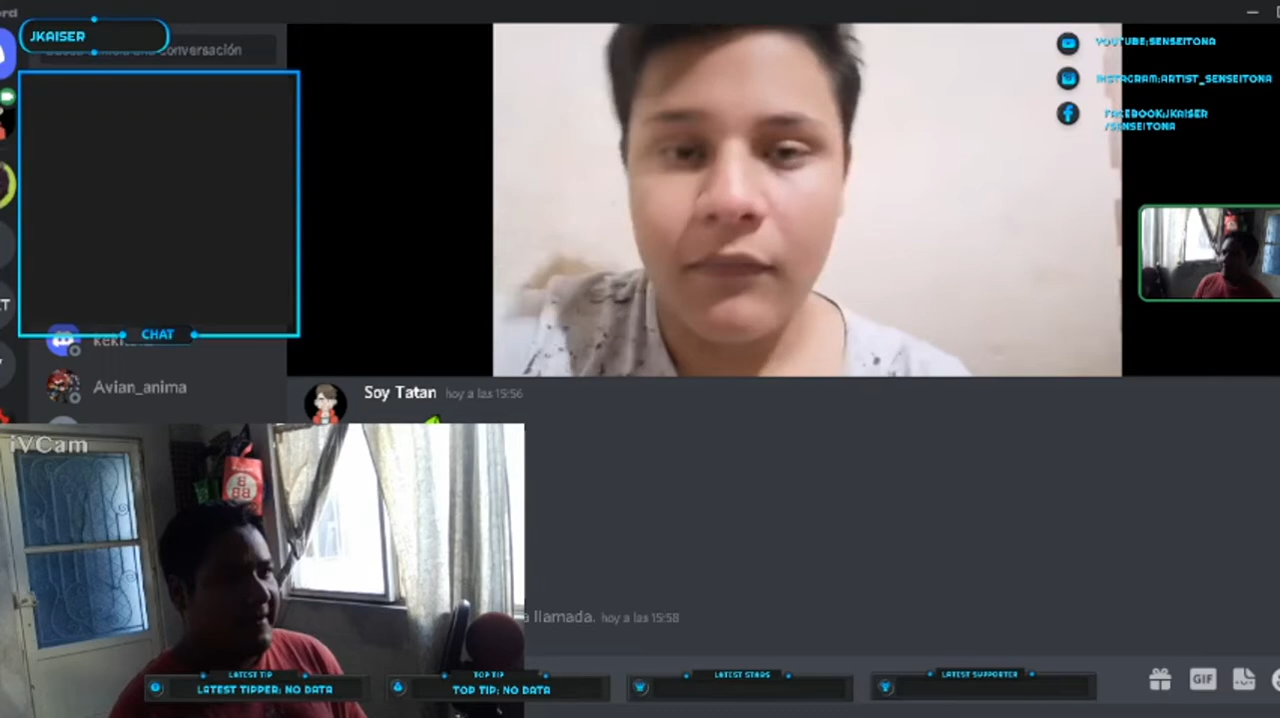 JKAISER
conversación
YOUTUBE:SENSEITONA
INSTAGRAM:ARTIST_SENSEITONA
FACEBOOK:JKAISER
/SENSEITONA
CHAT
Avian_anima
Soy Tatan hoy a las 15:56
iVCam
llamada. hoy a las 15:58
LATEST TIP
LATEST TIPPER: NO DATA
TOP TIP
TOP TIP: NO DATA
LATEST STARS
LATEST SUPPORTER
GIF